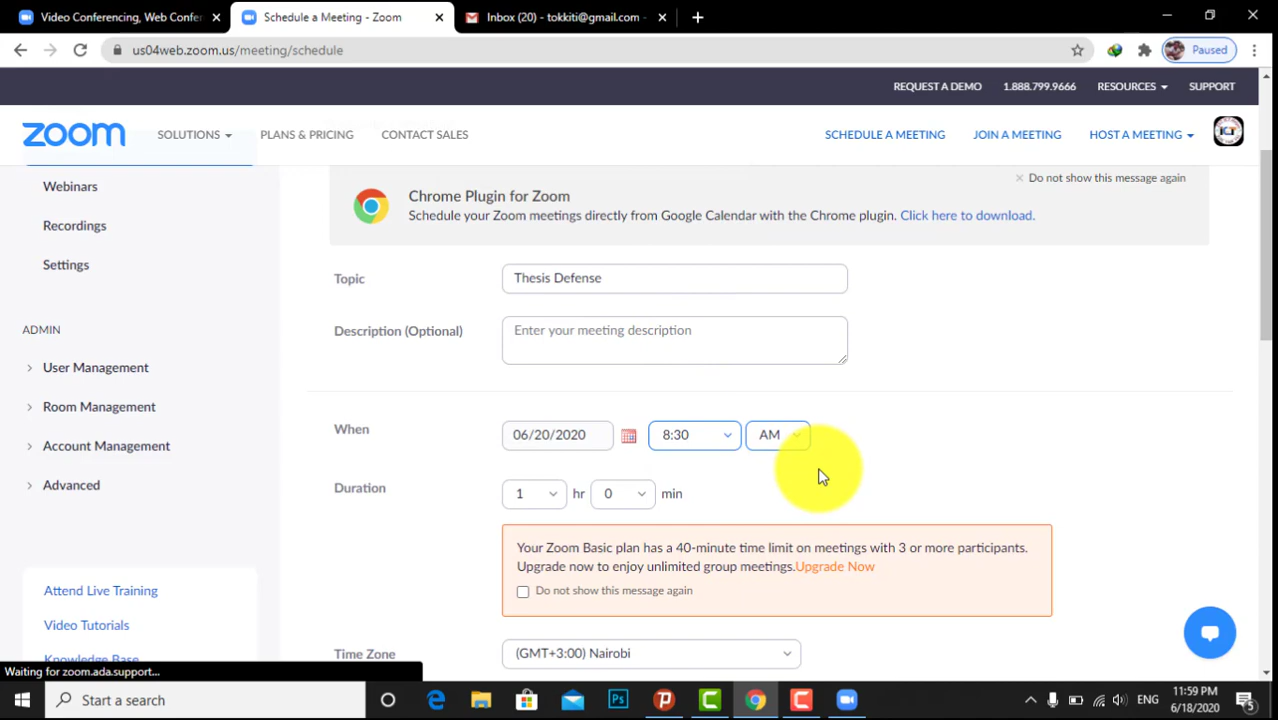 Video Conferencing, Web Confer
Schedule a Meeting - Zoom
Inbox (20) - tokkiti@gmail.com -
us04web.zoom.us/meeting/schedule
Paused
REQUEST A DEMO
1.888.799.9666
RESOURCES
SUPPORT
zoom
SOLUTIONS
PLANS & PRICING
CONTACT SALES
SCHEDULE A MEETING
JOIN A MEETING
HOST A MEETING
Webinars
Recordings
Settings
ADMIN
User Management
Room Management
Account Management
Advanced
Attend Live Training
Video Tutorials
Knowledge Base
Do not show this message again
Chrome Plugin for Zoom
Schedule your Zoom meetings directly from Google Calendar with the Chrome plugin. Click here to download.
Topic
Thesis Defense
Description (Optional)
Enter your meeting description
When
06/20/2020
8:30
AM
Duration
1
hr
0
min
Your Zoom Basic plan has a 40-minute time limit on meetings with 3 or more participants.
Upgrade now to enjoy unlimited group meetings.Upgrade Now
Do not show this message again
Time Zone
(GMT+3:00) Nairobi
Waiting for zoom.ada.support...
Start a search
ENG
11:59 PM
6/18/2020
5